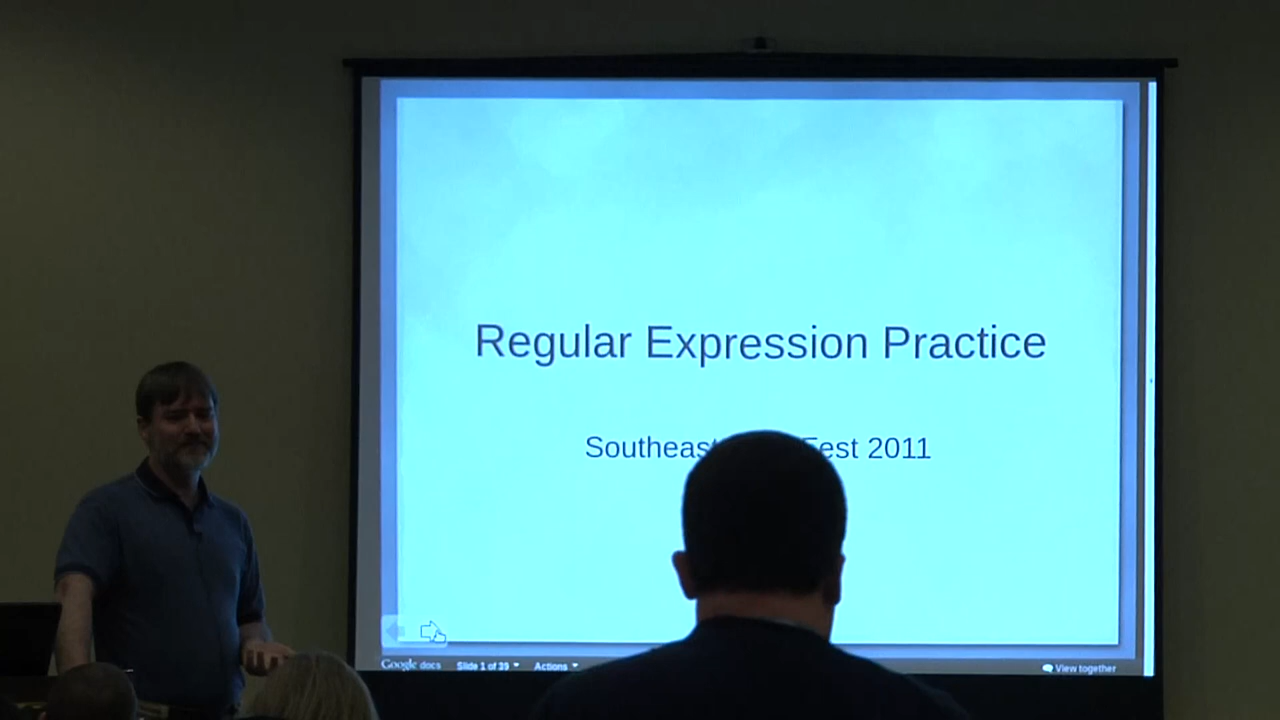 Regular Expression Practice
Southeast Fest 2011
Google docs Slide 1 of 39 Actions View together